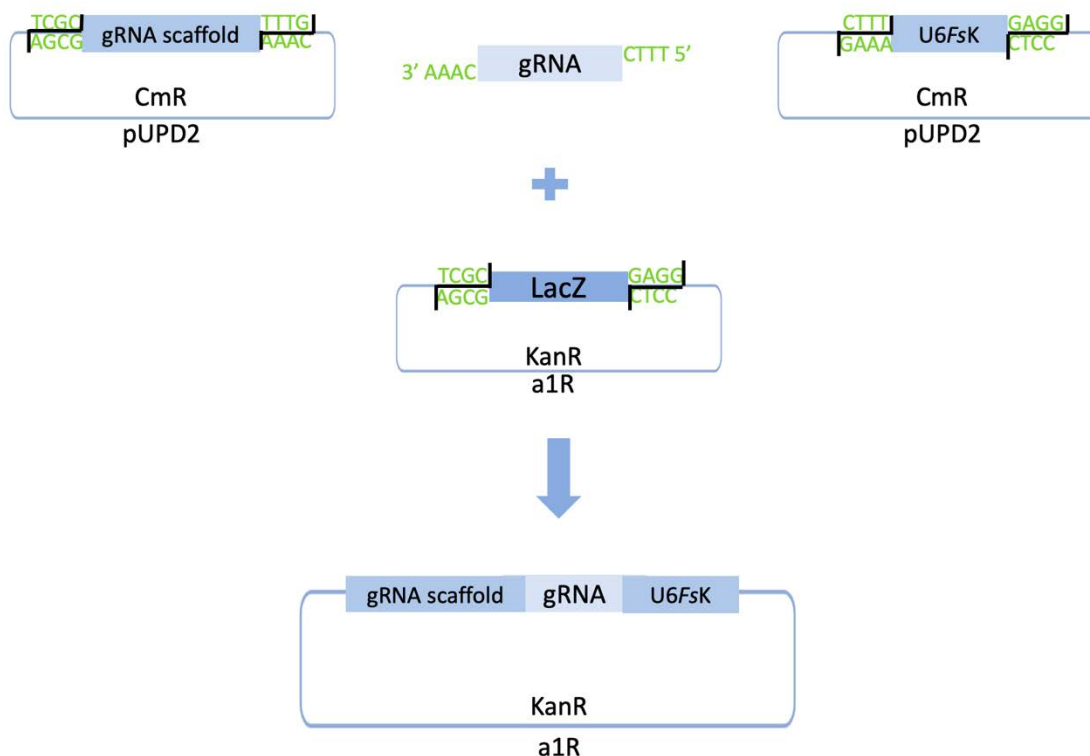 TCGC
AGCG
gRNA scaffold
TTTG
AAAC
CmR
pUPD2
3’ AAAC
gRNA
CTTT 5’
CTTT
GAAA
U6FsK
GAGG
CTCC
CmR
pUPD2
TCGC
AGCG
LacZ
GAGG
CTCC
KanR
a1R
gRNA scaffold
gRNA
U6FsK
KanR
a1R